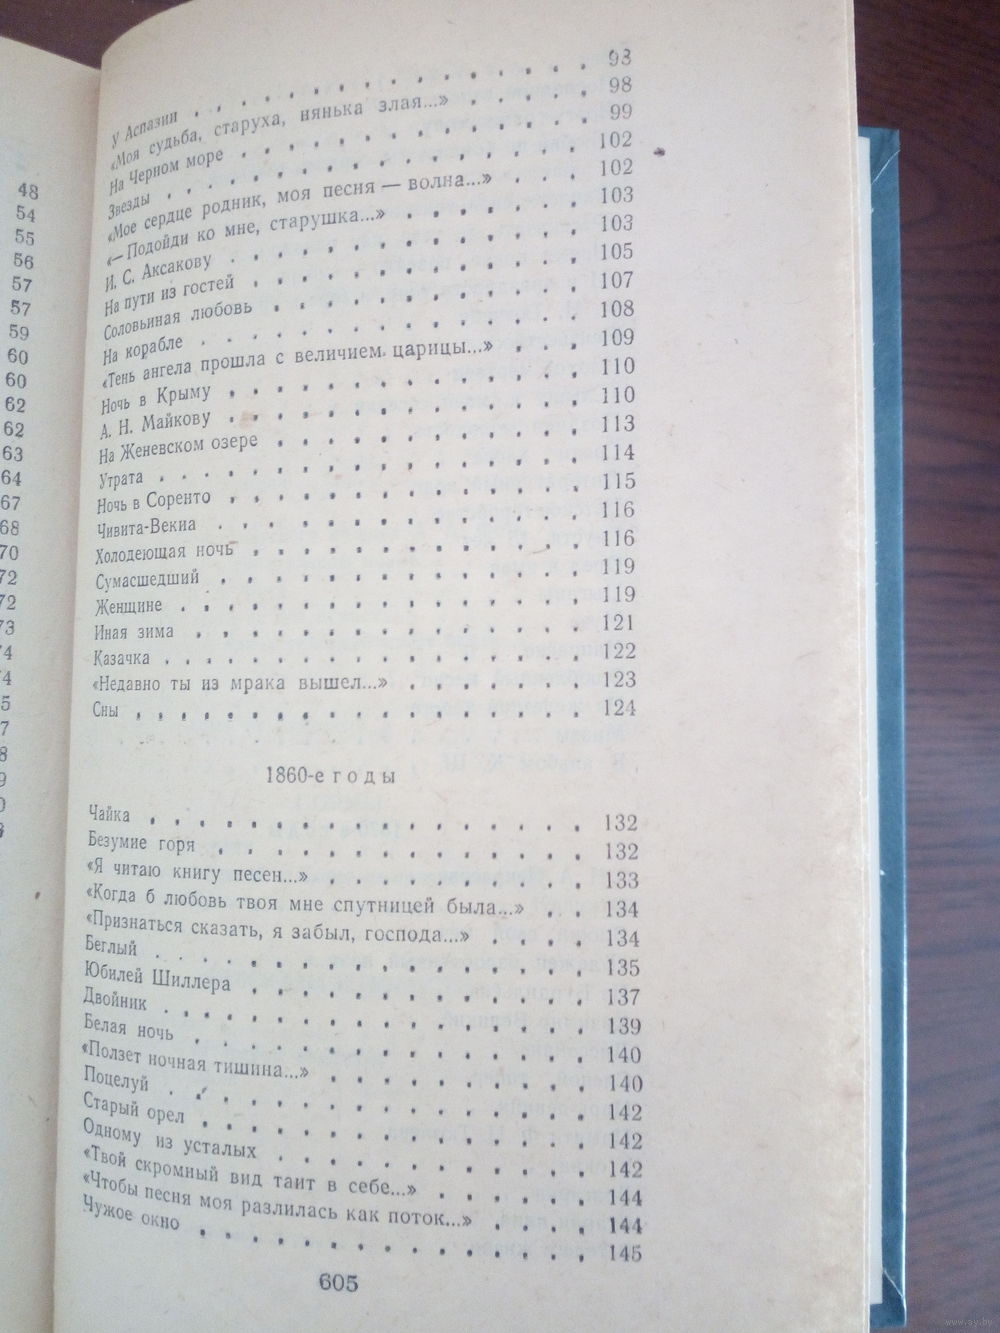 48
54
55
56
57
57
59
60
60
62
62
63
64
67
68
У Аспазии . . . . . . . . . . . . 93
«Моя судьба, старуха, нянька злая...» . . . . . 98
На Черном море . . . . . . . . . . . 99
Звезды . . . . . . . . . . . . . 102
«Мое сердце родник, моя песня — волна...» . . . 102
«— Подойди ко мне, старушка...» . . . . . . . 103
И. С. Аксакову . . . . . . . . . . . 103
На пути из гостей . . . . . . . . . . 105
Соловьиная любовь . . . . . . . . . . 107
На корабле . . . . . . . . . . . . 108
«Тень ангела прошла с величием царицы...» . . . 109
Ночь в Крыму . . . . . . . . . . . 110
А. Н. Майкову . . . . . . . . . . . 110
На Женевском озере . . . . . . . . . . 113
Утрата . . . . . . . . . . . . . 114
Ночь в Соренто . . . . . . . . . . . 115
Чивита-Векиа . . . . . . . . . . . . 116
Холодеющая ночь . . . . . . . . . . 116
Сумасшедший . . . . . . . . . . . . 119
Женщине . . . . . . . . . . . . . 119
Иная зима . . . . . . . . . . . . 121
Казачка . . . . . . . . . . . . . 122
«Недавно ты из мрака вышел...» . . . . . . . 123
Сны . . . . . . . . . . . . . . 124
1860-е годы
Чайка . . . . . . . . . . . . . 132
Безумие горя . . . . . . . . . . . 132
«Я читаю книгу песен...» . . . . . . . . . 133
«Когда б любовь твоя мне спутницей была...» . . 134
«Признаться сказать, я забыл, господа...» . . . . 134
Беглый . . . . . . . . . . . . . 135
Юбилей Шиллера . . . . . . . . . . . 137
Двойник . . . . . . . . . . . . . 139
Белая ночь . . . . . . . . . . . . 140
«Ползет ночная тишина...» . . . . . . . . . 140
Поцелуй . . . . . . . . . . . . . 142
Старый орел . . . . . . . . . . . . 142
Одному из усталых . . . . . . . . . . 142
«Твой скромный вид таит в себе...» . . . . . . 144
«Чтобы песня моя разлилась как поток...» . . . . 144
Чужое окно . . . . . . . . . . . . 145
605
www.ay.by